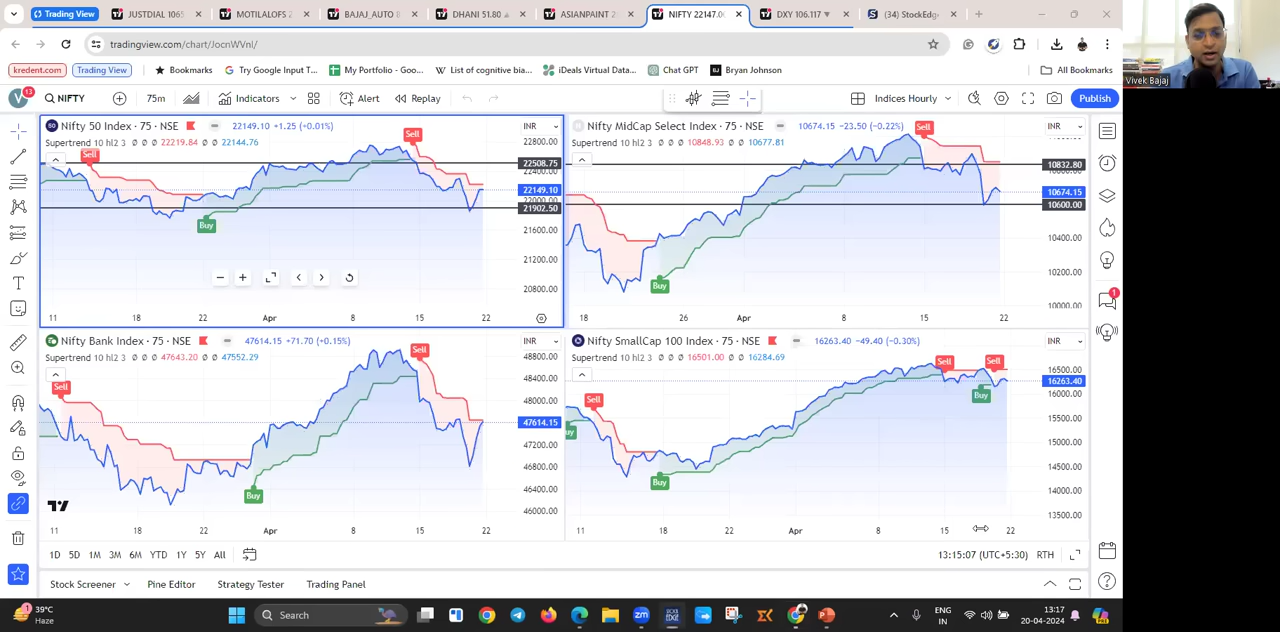 Trading View
JUSTDIAL 1065
MOTILALOFS 2
BAJAJ_AUTO 8
DHANI 51.80
ASIANPAINT 2
NIFTY 22147.0
DXY 106.117
(34) StockEdge
tradingview.com/chart/JocnWVnl/
Vivek Bajaj
kredent.com
Trading View
Bookmarks
Try Google Input T...
My Portfolio - Goo...
List of cognitive bia...
iDeals Virtual Data...
Chat GPT
Bryan Johnson
All Bookmarks
V 13
NIFTY
75m
Indicators
Alert
Replay
Indices Hourly
Publish
Nifty 50 Index · 75 · NSE 22149.10 +1.25 (+0.01%)
INR
Supertrend 10 hl2 3 Ø Ø Ø 22219.84 Ø 22144.76
Sell
Sell
Buy
22800.00
22508.75
22400.00
22149.10
22000.00
21902.50
21600.00
21200.00
20800.00
11 18 22 Apr 8 15 22
Nifty MidCap Select Index · 75 · NSE 10674.15 -23.50 (-0.22%)
INR
Supertrend 10 hl2 3 Ø Ø Ø 10848.93 Ø 10677.81
Sell
Buy
10832.80
10674.15
10600.00
10400.00
10200.00
10000.00
18 26 Apr 8 15 22
Nifty Bank Index · 75 · NSE 47614.15 +71.70 (+0.15%)
INR
Supertrend 10 hl2 3 Ø Ø 47643.20 Ø Ø 47552.29
Sell
Sell
Buy
48800.00
48400.00
48000.00
47614.15
47200.00
46800.00
46400.00
46000.00
11 18 22 Apr 8 15 22
Nifty SmallCap 100 Index · 75 · NSE 16263.40 -49.40 (-0.30%)
INR
Supertrend 10 hl2 3 Ø Ø Ø 16501.00 Ø 16284.69
Sell
Sell
Sell
Buy
Buy
16500.00
16263.40
16000.00
15500.00
15000.00
14500.00
14000.00
13500.00
11 18 22 Apr 8 15 22
1D 5D 1M 3M 6M YTD 1Y 5Y All
13:15:07 (UTC+5:30) RTH
Stock Screener
Pine Editor
Strategy Tester
Trading Panel
1
39°C
Haze
Search
ENG
IN
13:17
20-04-2024